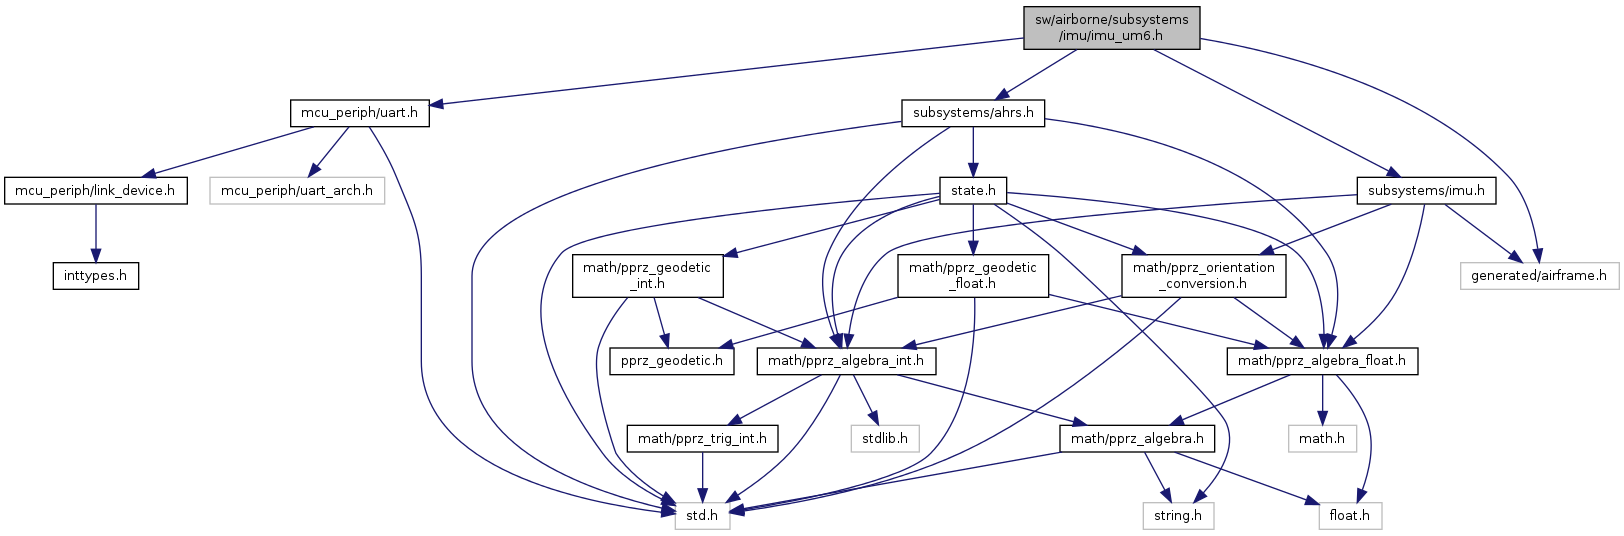 sw/airborne/subsystems
/imu/imu_um6.h
mcu_periph/uart.h
subsystems/ahrs.h
mcu_periph/link_device.h
mcu_periph/uart_arch.h
state.h
subsystems/imu.h
inttypes.h
math/pprz_geodetic
_int.h
math/pprz_geodetic
_float.h
math/pprz_orientation
_conversion.h
generated/airframe.h
pprz_geodetic.h
math/pprz_algebra_int.h
math/pprz_algebra_float.h
math/pprz_trig_int.h
stdlib.h
math/pprz_algebra.h
math.h
std.h
string.h
float.h